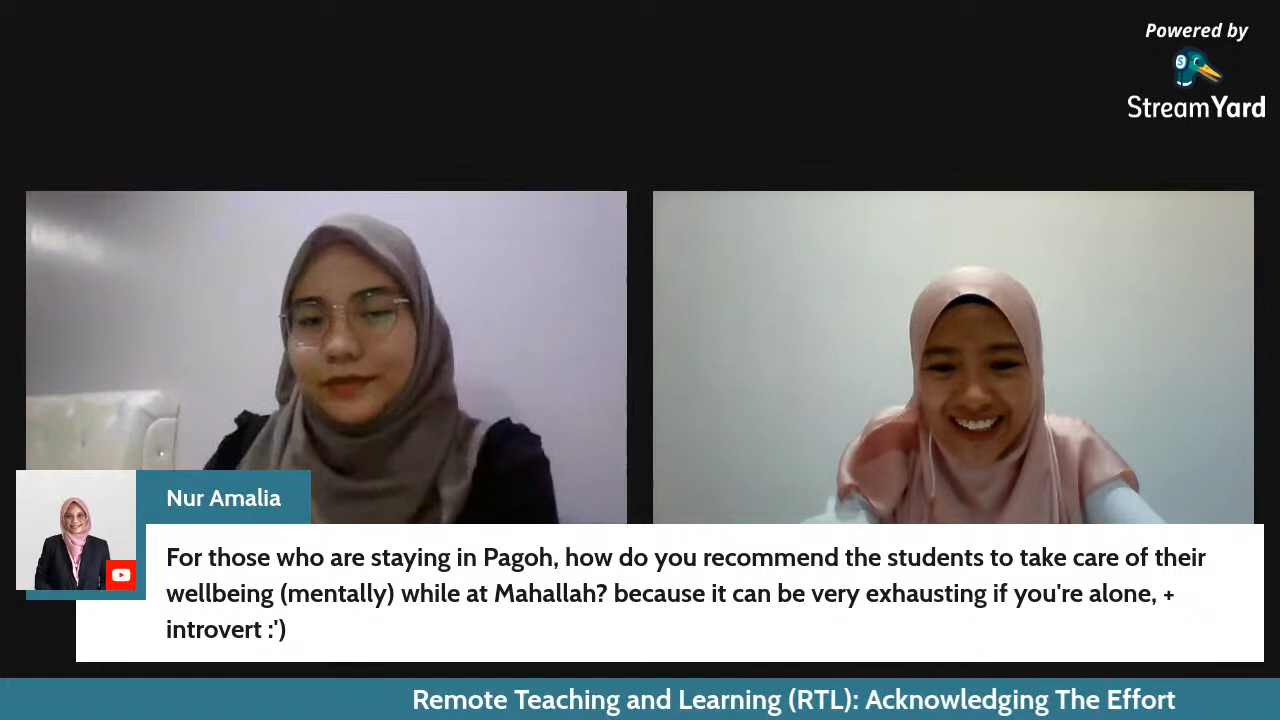 Powered by
StreamYard
Nur Amalia
For those who are staying in Pagoh, how do you recommend the students to take care of their
wellbeing (mentally) while at Mahallah? because it can be very exhausting if you're alone, +
introvert :')
Remote Teaching and Learning (RTL): Acknowledging The Effort